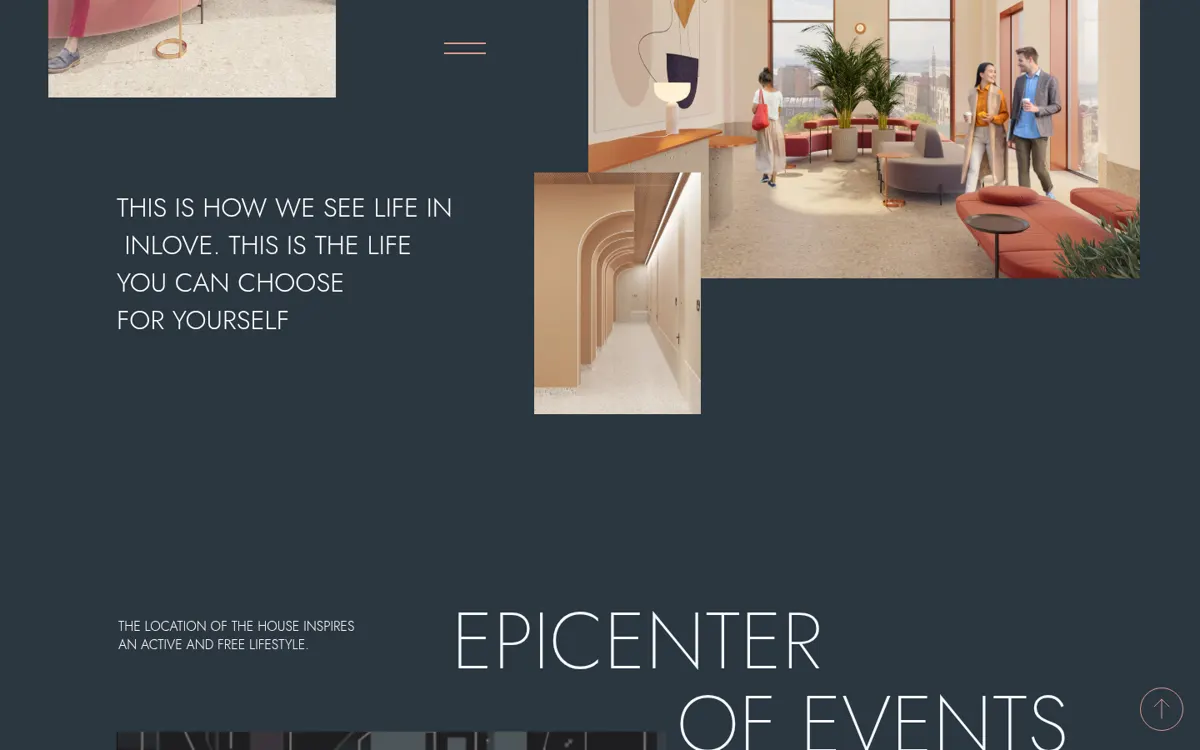 THIS IS HOW WE SEE LIFE IN
INLOVE. THIS IS THE LIFE
YOU CAN CHOOSE
FOR YOURSELF
THE LOCATION OF THE HOUSE INSPIRES
AN ACTIVE AND FREE LIFESTYLE.
EPICENTER
OF EVENTS